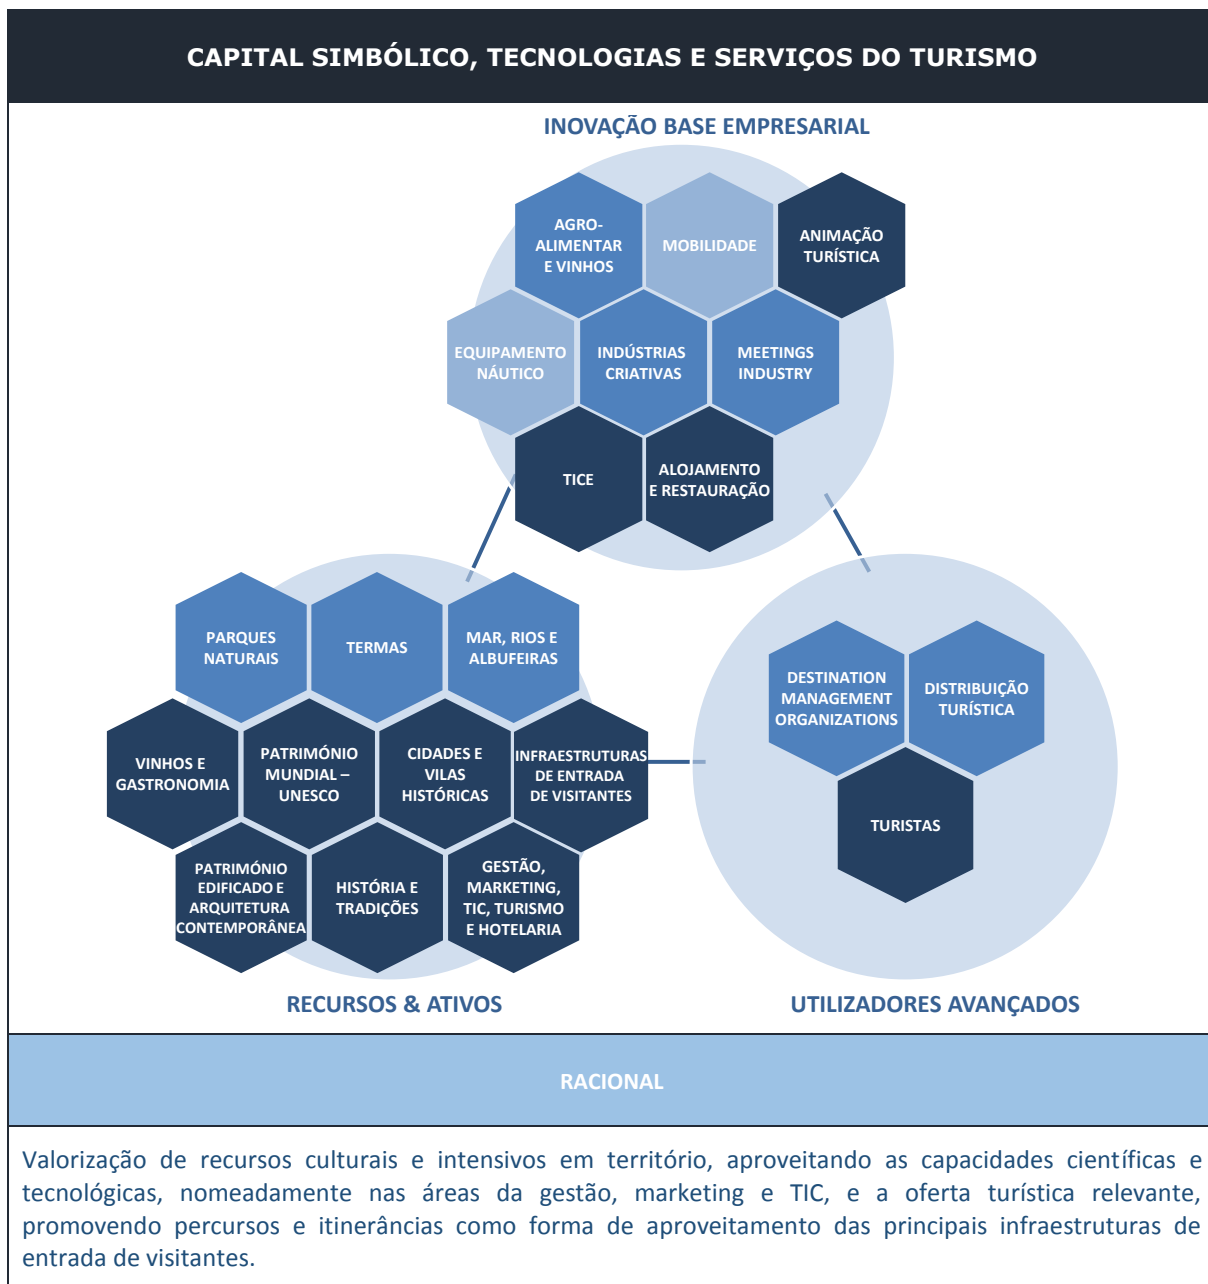 CAPITAL SIMBÓLICO, TECNOLOGIAS E SERVIÇOS DO TURISMO
INOVAÇÃO BASE EMPRESARIAL
AGRO-
ALIMENTAR
E VINHOS
MOBILIDADE
ANIMAÇÃO
TURÍSTICA
EQUIPAMENTO
NÁUTICO
INDÚSTRIAS
CRIATIVAS
MEETINGS
INDUSTRY
TICE
ALOJAMENTO
E RESTAURAÇÃO
PARQUES
NATURAIS
TERMAS
MAR, RIOS E
ALBUFEIRAS
VINHOS E
GASTRONOMIA
PATRIMÓNIO
MUNDIAL –
UNESCO
CIDADES E
VILAS
HISTÓRICAS
INFRAESTRUTURAS
DE ENTRADA
DE VISITANTES
PATRIMÓNIO
EDIFICADO E
ARQUITETURA
CONTEMPORÂNEA
HISTÓRIA E
TRADIÇÕES
GESTÃO,
MARKETING,
TIC, TURISMO
E HOTELARIA
DESTINATION
MANAGEMENT
ORGANIZATIONS
DISTRIBUIÇÃO
TURÍSTICA
TURISTAS
RECURSOS & ATIVOS
UTILIZADORES AVANÇADOS
RACIONAL
Valorização de recursos culturais e intensivos em território, aproveitando as capacidades científicas e
tecnológicas, nomeadamente nas áreas da gestão, marketing e TIC, e a oferta turística relevante,
promovendo percursos e itinerâncias como forma de aproveitamento das principais infraestruturas de
entrada de visitantes.